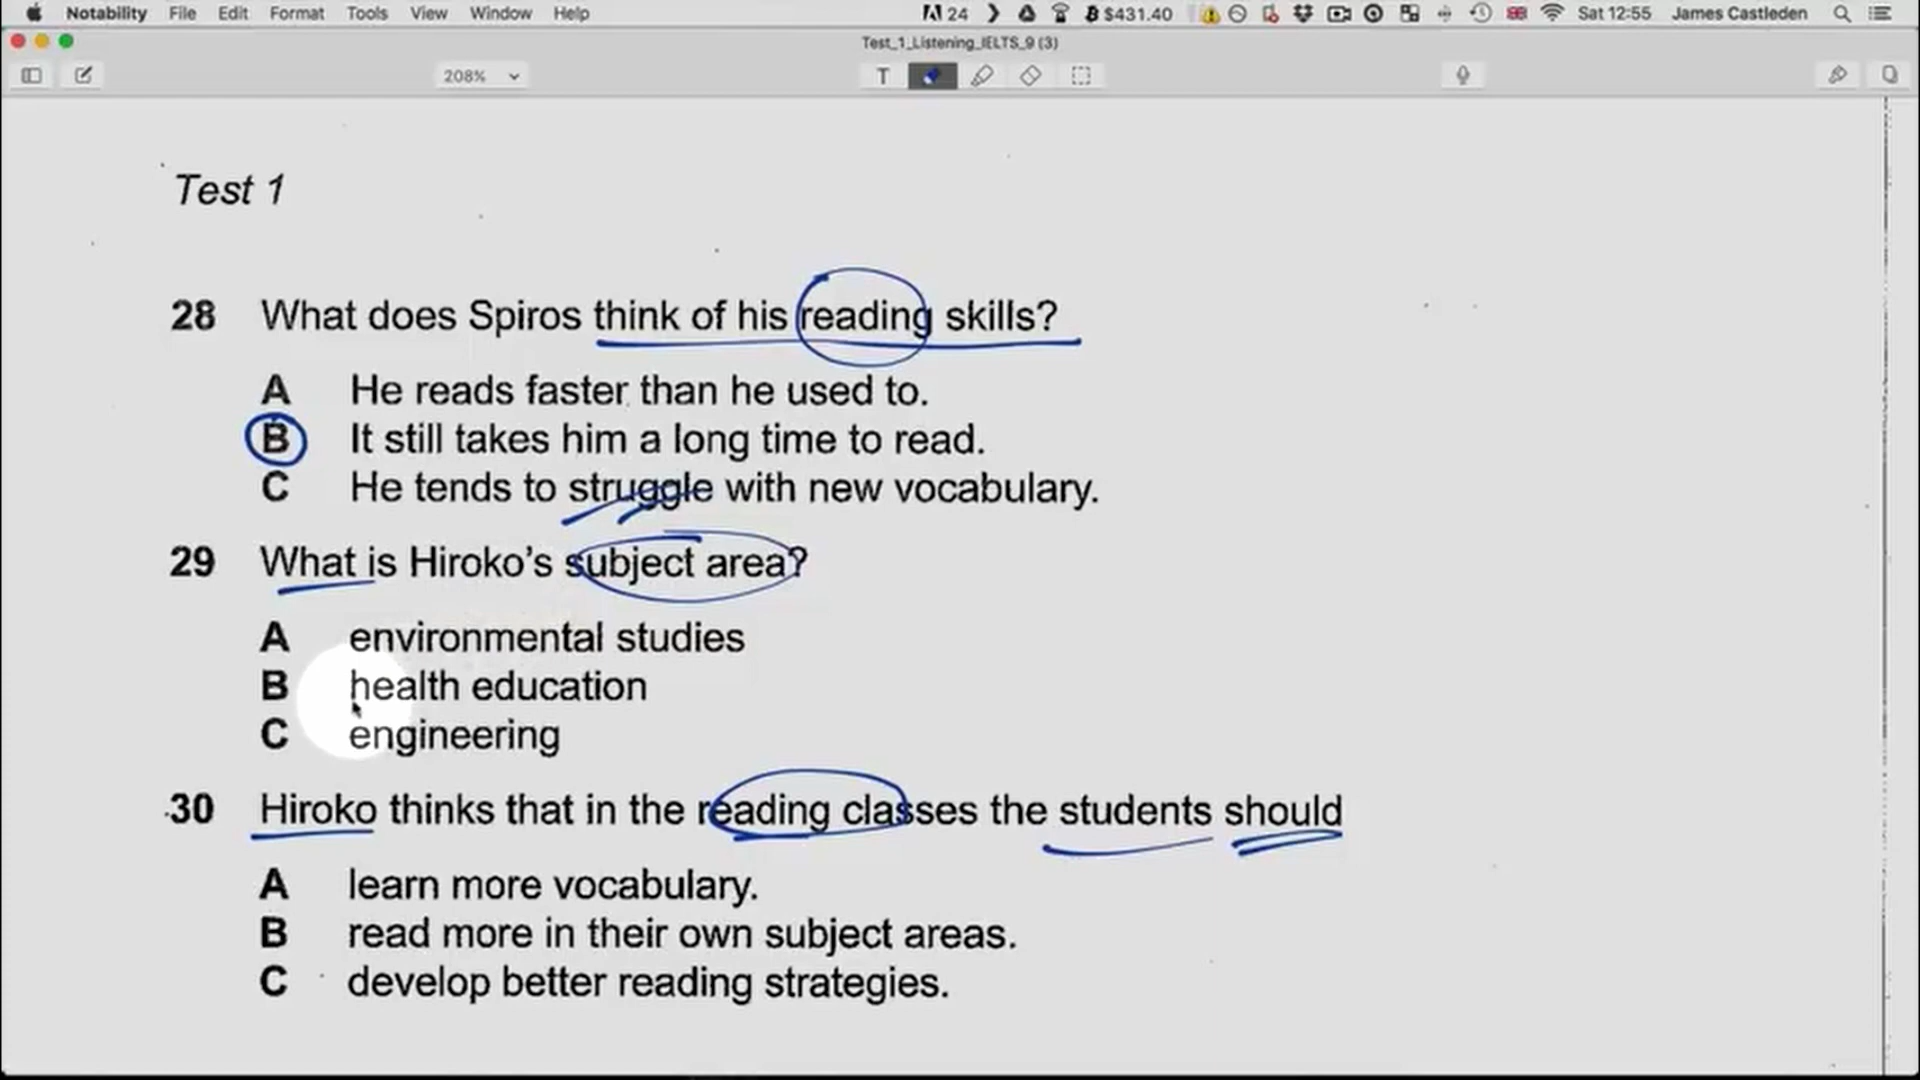 Notability File Edit Format Tools View Window Help 24 $431.40 Sat 12:55 James Castleden
Test_1_Listening_IELTS_9 (3)
208% T
Test 1
28 What does Spiros think of his reading skills?
A He reads faster than he used to.
B It still takes him a long time to read.
C He tends to struggle with new vocabulary.
29 What is Hiroko's subject area?
A environmental studies
B health education
C engineering
30 Hiroko thinks that in the reading classes the students should
A learn more vocabulary.
B read more in their own subject areas.
C develop better reading strategies.